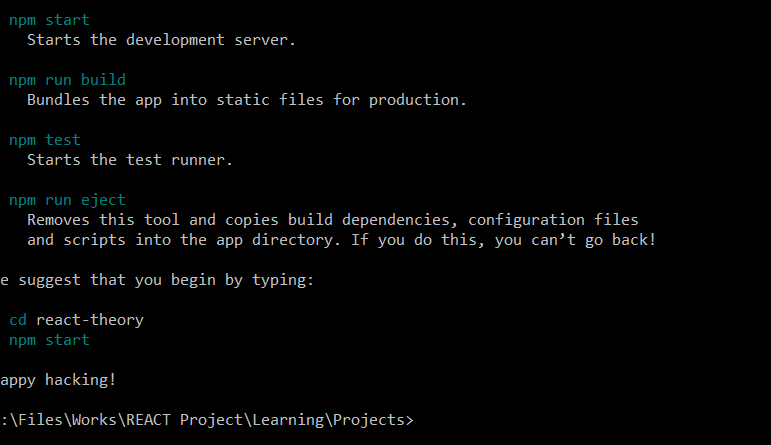 npm start
Starts the development server.
npm run build
Bundles the app into static files for production.
npm test
Starts the test runner.
npm run eject
Removes this tool and copies build dependencies, configuration files
and scripts into the app directory. If you do this, you can’t go back!
e suggest that you begin by typing:
cd react-theory
npm start
appy hacking!
:\Files\Works\REACT Project\Learning\Projects>